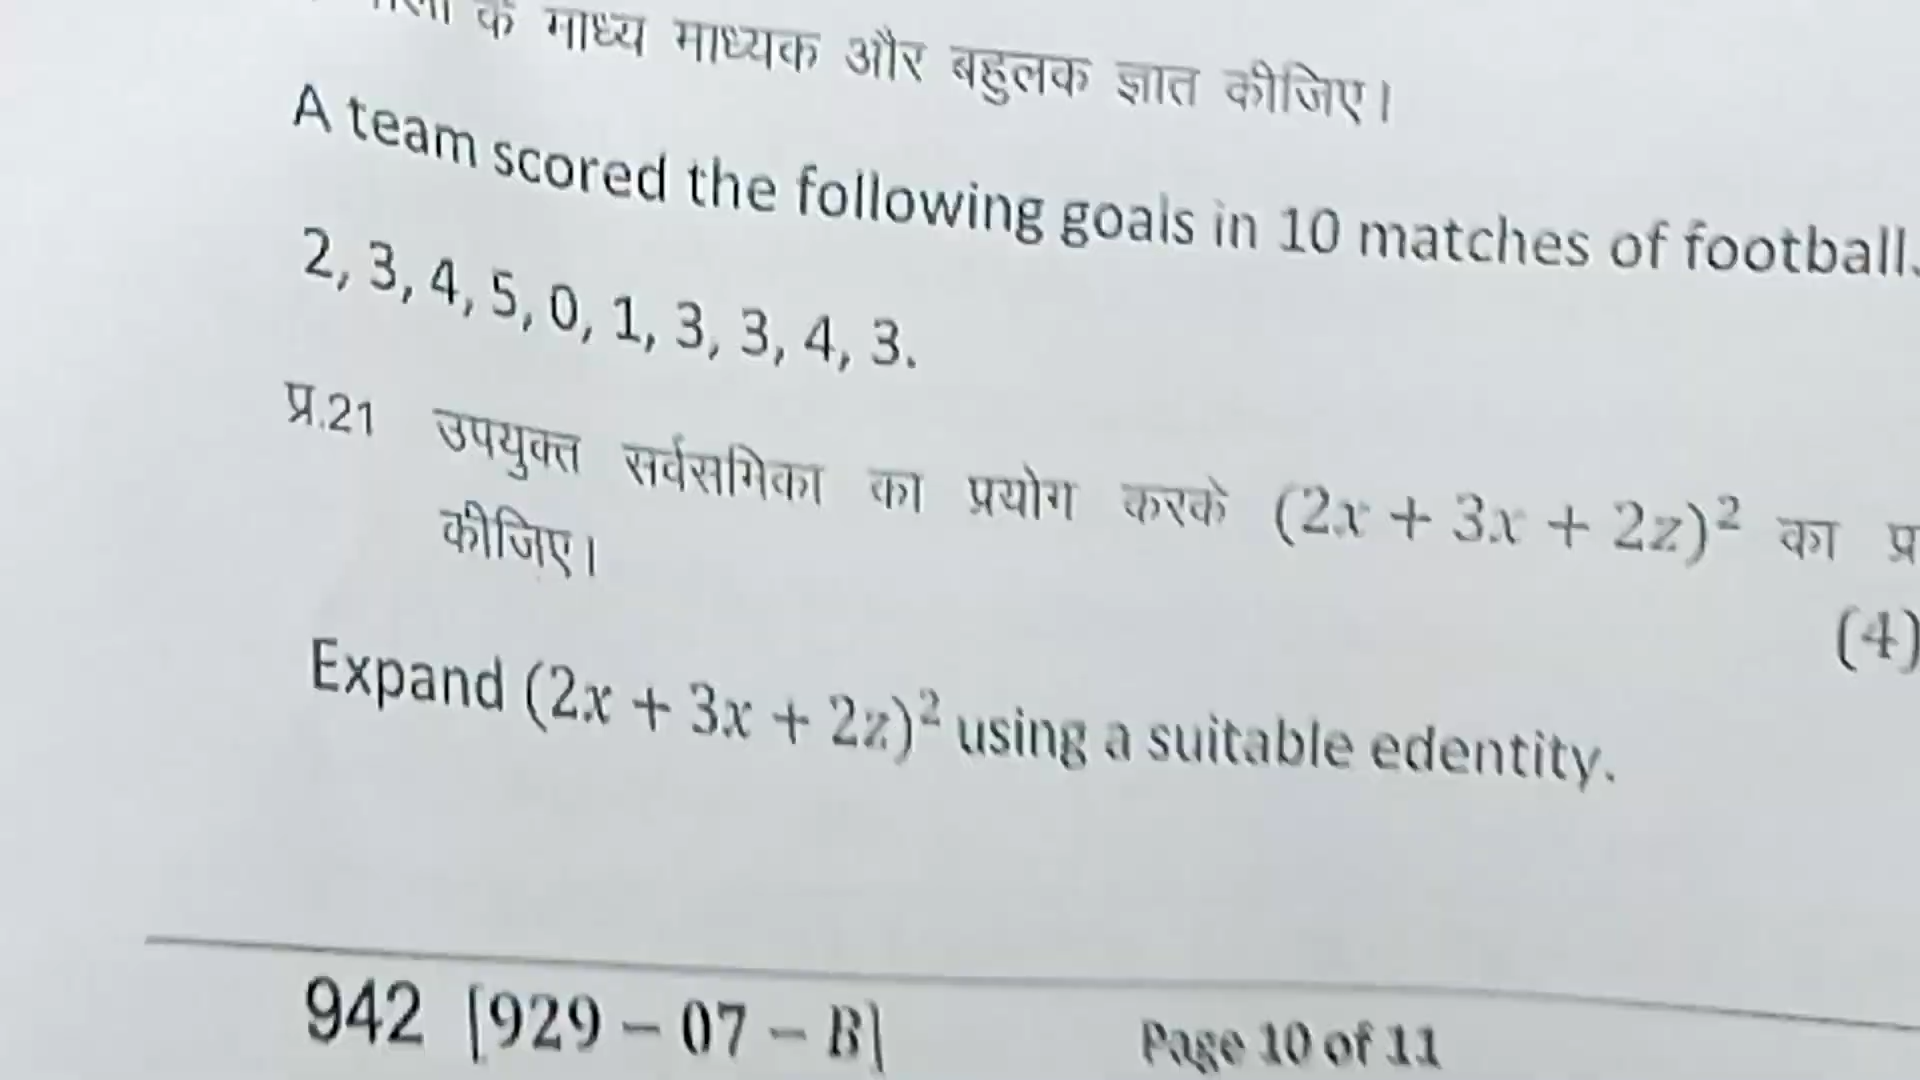 के माध्य माध्यक और बहुलक ज्ञात कीजिए।
A team scored the following goals in 10 matches of football.
2, 3, 4, 5, 0, 1, 3, 3, 4, 3.
प्र.21 उपयुक्त सर्वसमिका का प्रयोग करके (2x + 3x + 2z)² का
(4)
कीजिए।
Expand (2x + 3x + 2z)² using a suitable edentity.
942 [929 – 07 – B]
Page 10 of 11